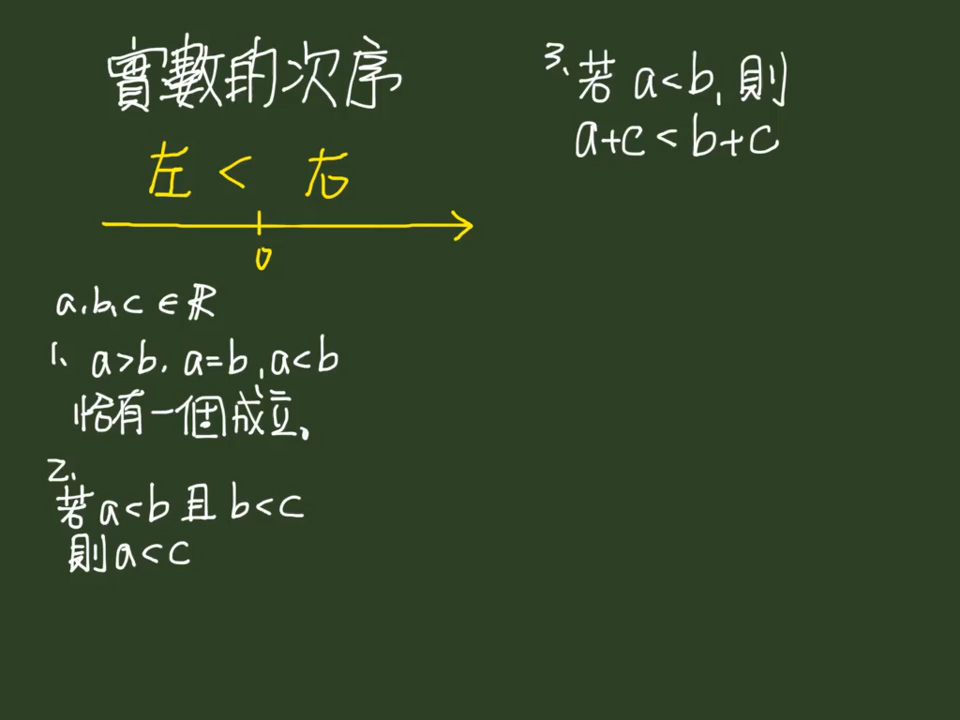 實數的次序
左 < 右
0
a, b, c ∈ ℝ
1、 a>b, a=b, a<b
恰有一個成立。
2、
若 a<b 且 b<c
則 a<c
3、若 a<b, 則
a+c < b+c